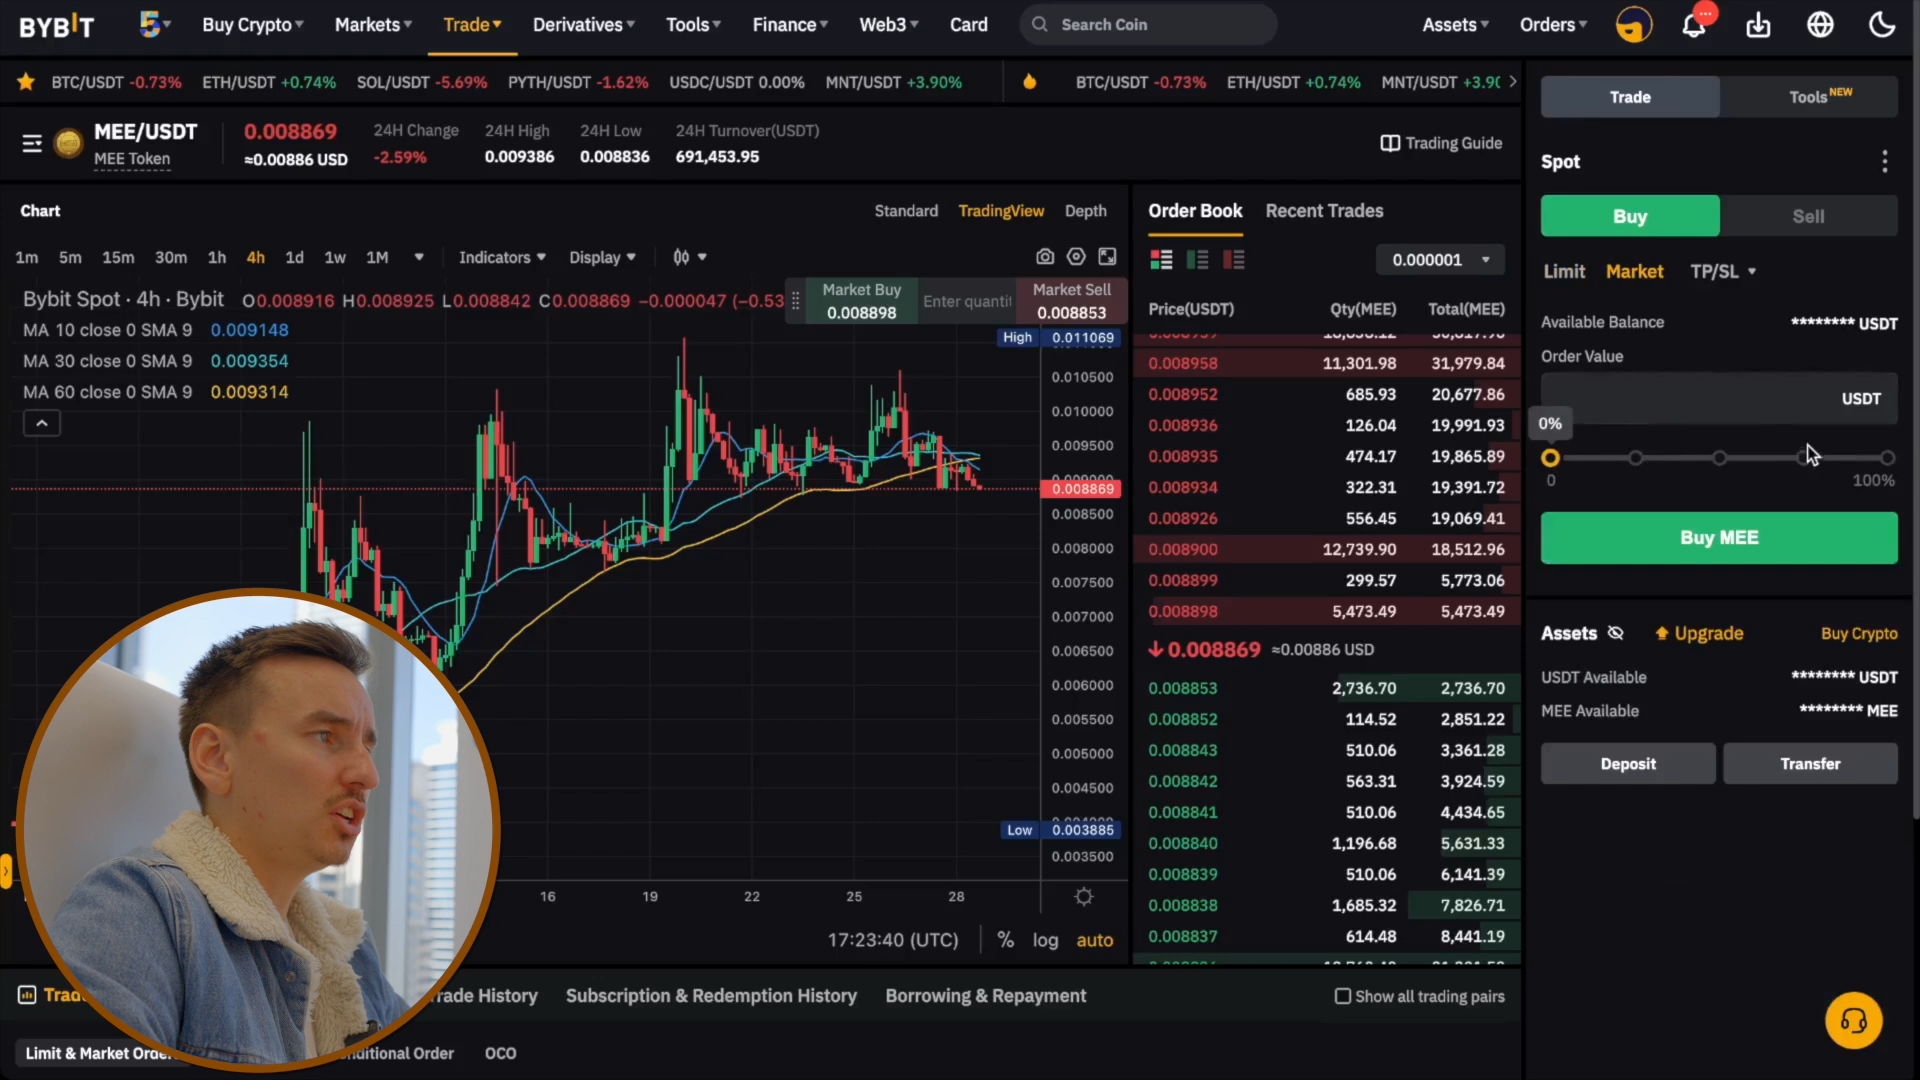 BYBIT
Buy Crypto Markets Trade Derivatives Tools Finance Web3 Card Search Coin Assets Orders
BTC/USDT -0.73% ETH/USDT +0.74% SOL/USDT -5.69% PYTH/USDT -1.62% USDC/USDT 0.00% MNT/USDT +3.90% BTC/USDT -0.73% ETH/USDT +0.74% MNT/USDT
MEE/USDT
MEE Token
0.008869
≈0.00886 USD
24H Change
-2.59%
24H High
0.009386
24H Low
0.008836
24H Turnover(USDT)
691,453.95
Trading Guide
Chart
Standard TradingView Depth
1m 5m 15m 30m 1h 4h 1d 1w 1M Indicators Display
Bybit Spot · 4h · Bybit O0.008916 H0.008925 L0.008842 C0.008869 −0.000047
MA 10 close 0 SMA 9 0.009148
MA 30 close 0 SMA 9 0.009354
MA 60 close 0 SMA 9 0.009314
Market Buy
0.008898
Market Sell
0.008853
High 0.011069
0.010500
0.010000
0.009500
0.008869
0.008500
0.008000
0.007500
0.007000
0.006500
0.006000
0.005500
0.005000
0.004500
Low 0.003885
0.003500
16 19 22 25 28
17:23:40 (UTC) % log auto
Order Book Recent Trades
0.000001
Price(USDT) Qty(MEE) Total(MEE)
0.008958 11,301.98 31,979.84
0.008952 685.93 20,677.86
0.008936 126.04 19,991.93
0.008935 474.17 19,865.89
0.008934 322.31 19,391.72
0.008926 556.45 19,069.41
0.008900 12,739.90 18,512.96
0.008899 299.57 5,773.06
0.008898 5,473.49 5,473.49
0.008869 ≈0.00886 USD
0.008853 2,736.70 2,736.70
0.008852 114.52 2,851.22
0.008843 510.06 3,361.28
0.008842 563.31 3,924.59
0.008841 510.06 4,434.65
0.008840 1,196.68 5,631.33
0.008839 510.06 6,141.39
0.008838 1,685.32 7,826.71
0.008837 614.48 8,441.19
Trade Tools NEW
Spot
Buy Sell
Limit Market TP/SL
Available Balance ******** USDT
Order Value
USDT
0%
0 100%
Buy MEE
Assets Upgrade Buy Crypto
USDT Available ******** USDT
MEE Available ******** MEE
Deposit Transfer
Trade History Subscription & Redemption History Borrowing & Repayment Show all trading pairs
Limit & Market Order Conditional Order OCO